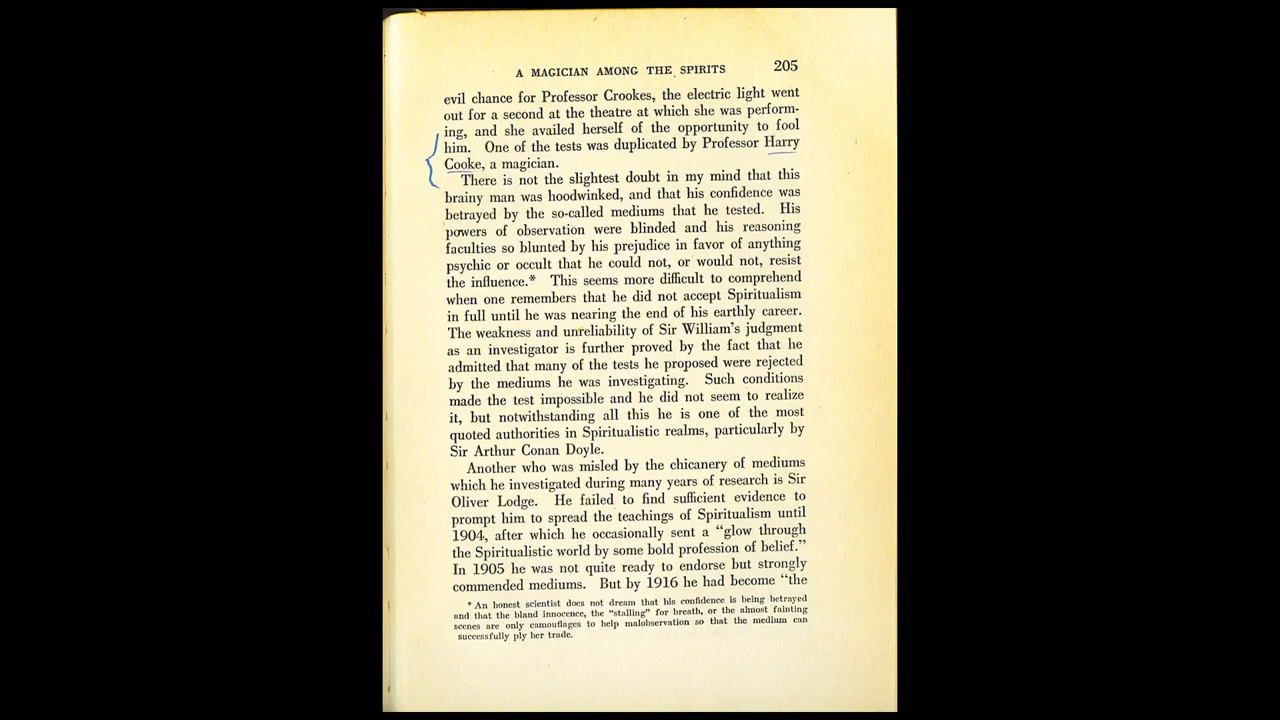 A MAGICIAN AMONG THE SPIRITS 205
evil chance for Professor Crookes, the electric light went
out for a second at the theatre at which she was perform-
ing, and she availed herself of the opportunity to fool
him. One of the tests was duplicated by Professor Harry
Cooke, a magician.
There is not the slightest doubt in my mind that this
brainy man was hoodwinked, and that his confidence was
betrayed by the so-called mediums that he tested. His
powers of observation were blinded and his reasoning
faculties so blunted by his prejudice in favor of anything
psychic or occult that he could not, or would not, resist
the influence.* This seems more difficult to comprehend
when one remembers that he did not accept Spiritualism
in full until he was nearing the end of his earthly career.
The weakness and unreliability of Sir William's judgment
as an investigator is further proved by the fact that he
admitted that many of the tests he proposed were rejected
by the mediums he was investigating. Such conditions
made the test impossible and he did not seem to realize
it, but notwithstanding all this he is one of the most
quoted authorities in Spiritualistic realms, particularly by
Sir Arthur Conan Doyle.
Another who was misled by the chicanery of mediums
which he investigated during many years of research is Sir
Oliver Lodge. He failed to find sufficient evidence to
prompt him to spread the teachings of Spiritualism until
1904, after which he occasionally sent a "glow through
the Spiritualistic world by some bold profession of belief."
In 1905 he was not quite ready to endorse but strongly
commended mediums. But by 1916 he had become "the
* An honest scientist does not dream that his confidence is being betrayed
and that the bland innocence, the "stalling" for breath, or the almost fainting
scenes are only camouflages to help malobservation so that the medium can
successfully ply her trade.